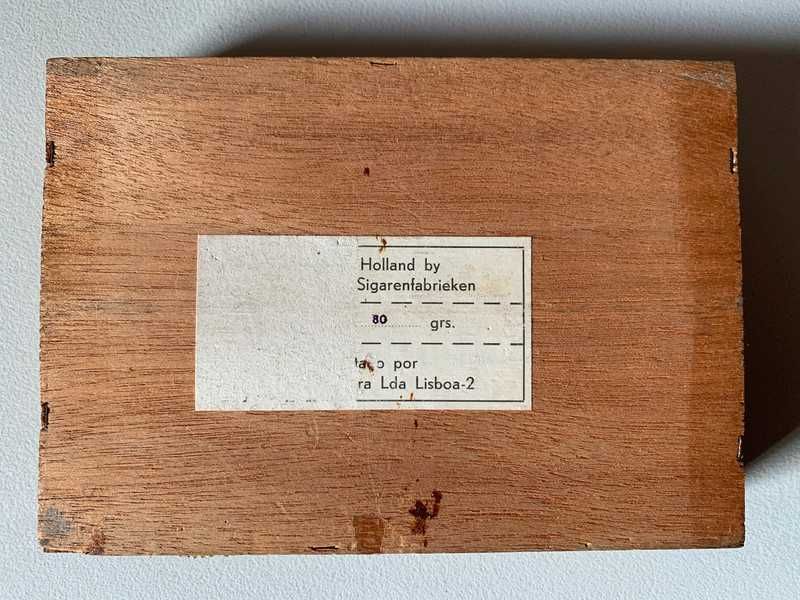 Holland by
Sigarenfabrieken
80 grs.
por
ra Lda Lisboa-2